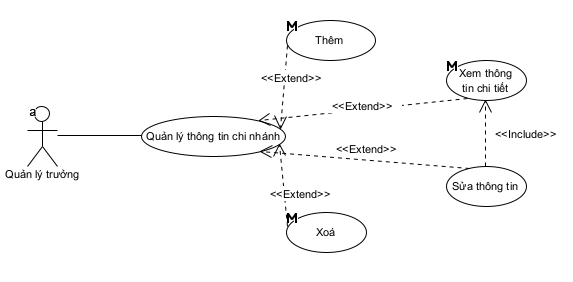 M
Thêm
<<Extend>>
M
Xem thông
tin chi tiết
<<Extend>>
a
Quản lý thông tin chi nhánh
<<Include>>
<<Extend>>
Quản lý trưởng
Sửa thông tin
<<Extend>>
M
Xoá